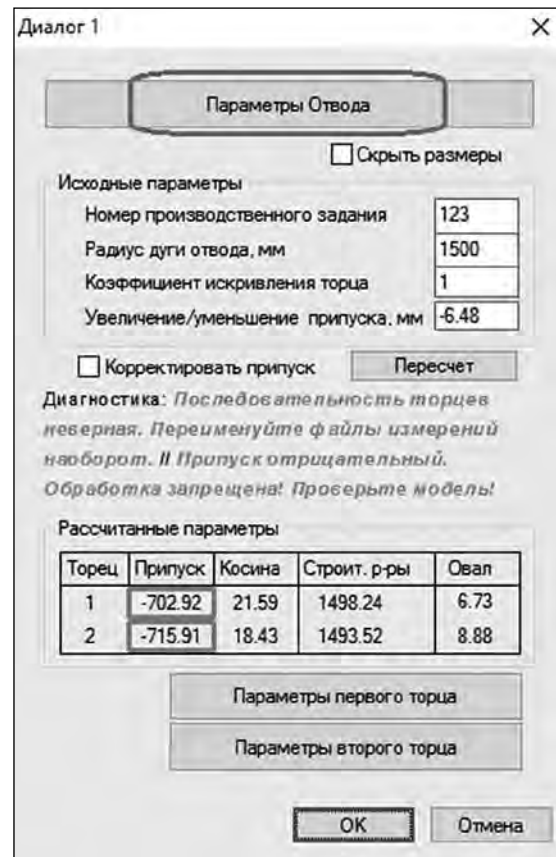 Диалог 1
Параметры Отвода
Скрыть размеры
Исходные параметры
Номер производственного задания 123
Радиус дуги отвода, мм 1500
Коэффициент искривления торца 1
Увеличение/уменьшение припуска, мм -6.48
Корректировать припуск Пересчет
Диагностика: Последовательность торцев
неверная. Переименуйте файлы измерений
наоборот. // Припуск отрицательный.
Обработка запрещена! Проверьте модель!
Рассчитанные параметры
Торец Припуск Косина Строит. р-ры Овал
1 -702.92 21.59 1498.24 6.73
2 -715.91 18.43 1493.52 8.88
Параметры первого торца
Параметры второго торца
OK Отмена